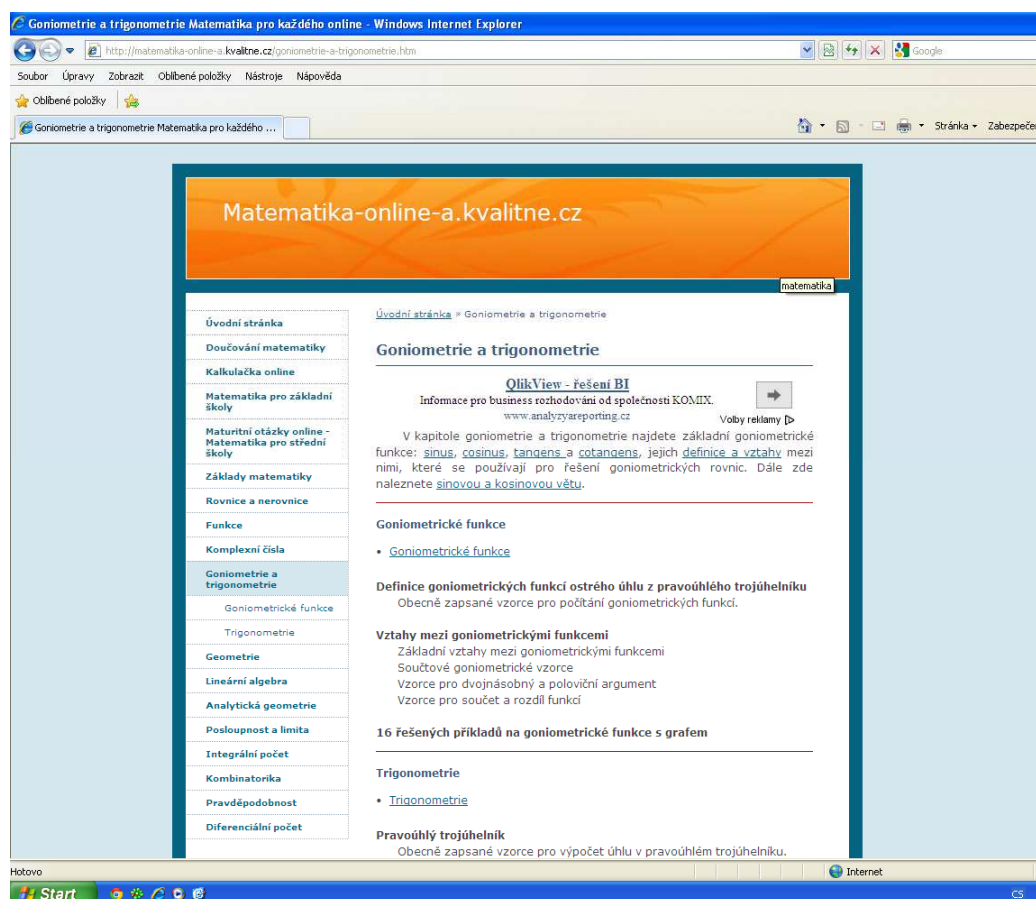 Goniometrie a trigonometrie Matematika pro každého online - Windows Internet Explorer
http://matematika-online-a.kvalitne.cz/goniometrie-a-trigonometrie.htm
Google
Soubor Úpravy Zobrazit Oblíbené položky Nástroje Nápověda
Oblíbené položky
Goniometrie a trigonometrie Matematika pro každého ...
Stránka
Zabezpeče
Matematika-online-a.kvalitne.cz
matematika
Úvodní stránka
Doučování matematiky
Kalkulačka online
Matematika pro základní
školy
Maturitní otázky online -
Matematika pro střední
školy
Základy matematiky
Rovnice a nerovnice
Funkce
Komplexní čísla
Goniometrie a
trigonometrie
Goniometrické funkce
Trigonometrie
Geometrie
Lineární algebra
Analytická geometrie
Posloupnost a limita
Integrální počet
Kombinatorika
Pravděpodobnost
Diferenciální počet
Úvodní stránka » Goniometrie a trigonometrie
Goniometrie a trigonometrie
QlikView - řešení BI
Informace pro business rozhodování od společnosti KOMIX.
www.analyzyareporting.cz
Volby reklamy
V kapitole goniometrie a trigonometrie najdete základní goniometrické
funkce: sinus, cosinus, tangens a cotangens, jejich definice a vztahy mezi
nimi, které se používají pro řešení goniometrických rovnic. Dále zde
naleznete sinovou a kosinovou větu.
Goniometrické funkce
• Goniometrické funkce
Definice goniometrických funkcí ostrého úhlu z pravoúhlého trojúhelníku
Obecně zapsané vzorce pro počítání goniometrických funkcí.
Vztahy mezi goniometrickými funkcemi
Základní vztahy mezi goniometrickými funkcemi
Součtové goniometrické vzorce
Vzorce pro dvojnásobný a poloviční argument
Vzorce pro součet a rozdíl funkcí
16 řešených příkladů na goniometrické funkce s grafem
Trigonometrie
• Trigonometrie
Pravoúhlý trojúhelník
Obecně zapsané vzorce pro výpočet úhlu v pravoúhlém trojúhelníku.
Hotovo
Internet
Start
CS